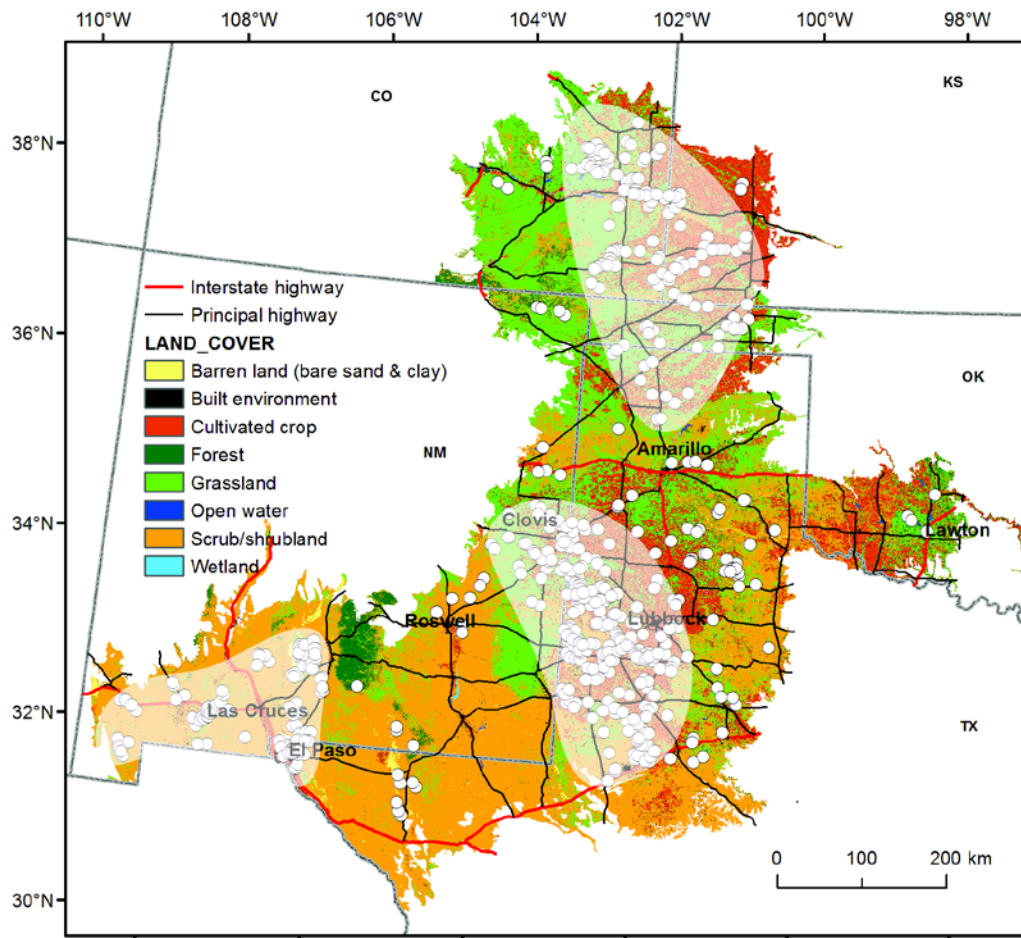 110°W 108°W 106°W 104°W 102°W 100°W 98°W
CO
KS
38°N
Interstate highway
Principal highway
36°N
LAND_COVER
Barren land (bare sand & clay)
OK
Built environment
Cultivated crop
Forest
NM
Amarillo
Grassland
Open water
34°N
Clovis
Lawton
Scrub/shrubland
Wetland
Roswell
Lubbock
32°N
Las Cruces
TX
El Paso
0 100 200 km
30°N